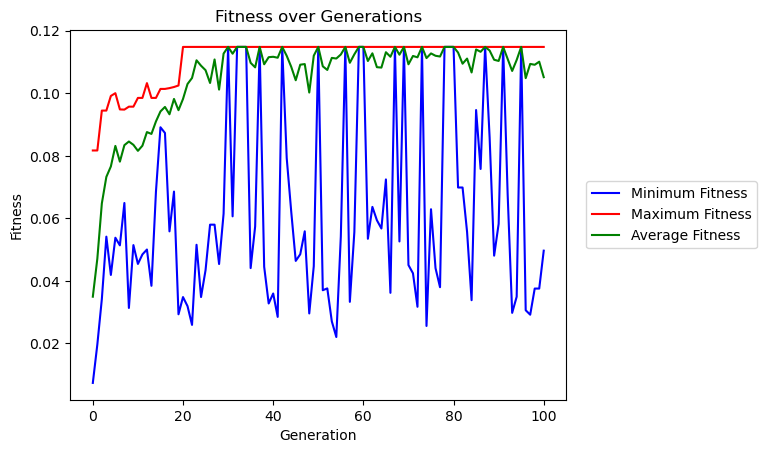 Fitness over Generations
0.12
0.10
0.08
0.06
0.04
0.02
Fitness
0
20
40
60
80
100
Generation
Minimum Fitness
Maximum Fitness
Average Fitness